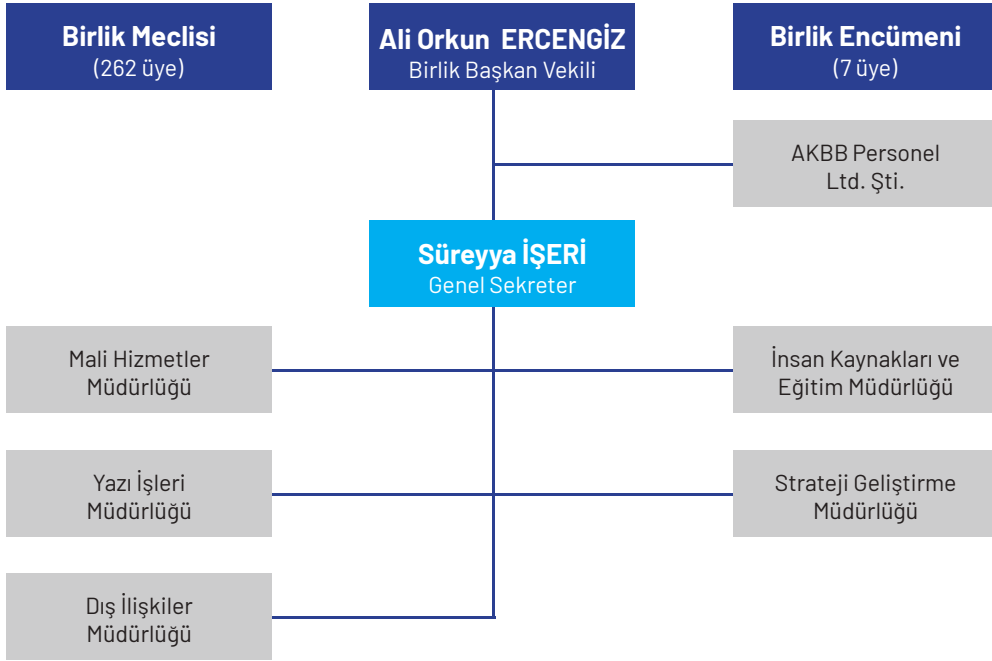 Birlik Meclisi
(262 üye)
Ali Orkun ERCENGİZ
Birlik Başkan Vekili
Birlik Encümeni
(7 üye)
AKBB Personel
Ltd. Şti.
Süreyya İŞERİ
Genel Sekreter
Mali Hizmetler
Müdürlüğü
İnsan Kaynakları ve
Eğitim Müdürlüğü
Yazı İşleri
Müdürlüğü
Strateji Geliştirme
Müdürlüğü
Dış İlişkiler
Müdürlüğü